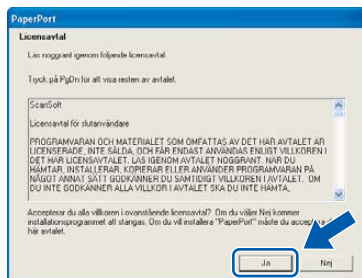 PaperPort
Licensavtal
Läs noggrant igenom följande licensavtal.
Tryck på PgDn för att visa resten av avtalet.
ScanSoft
Licensavtal för slutanvändare
PROGRAMVARAN OCH MATERIALET SOM OMFATTAS AV DET HÄR AVTALET ÄR
LICENSERADE, INTE SÅLDA, OCH FÅR ENDAST ANVÄNDAS ENLIGT VILLKOREN I
DET HÄR LICENSAVTALET. LÄS IGENOM AVTALET NOGGRANT. NÄR DU
HÄMTAR, INSTALLERAR, KOPIERAR ELLER ANVÄNDER PROGRAMVARAN PÅ
NÅGOT ANNAT SÄTT GODKÄNNER DU SAMTIDIGT VILLKOREN I AVTALET. OM
DU INTE GODKÄNNER ALLA VILLKOR I AVTALET SKA DU INTE HÄMTA,
Accepterar du alla villkoren i ovanstående licensavtal? Om du väljer Nej kommer
installationsprogrammet att stängas. Om du vill installera "PaperPort" måste du acceptera
här avtalet.
Ja
Nej